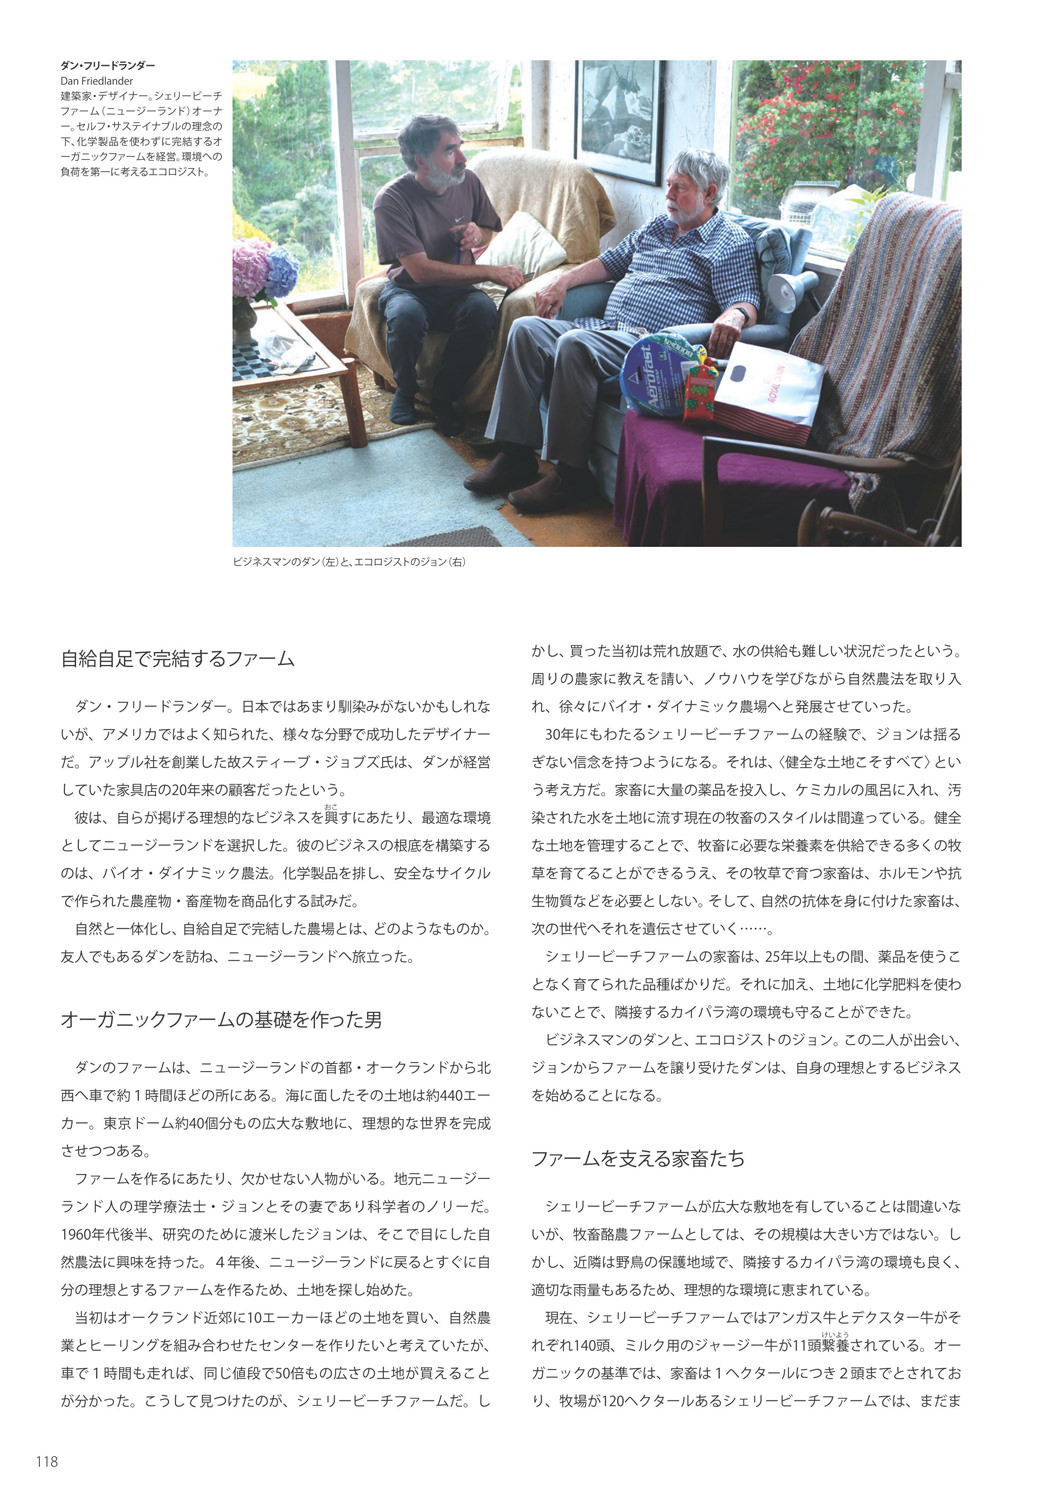 ダン・フリードランダー
Dan Friedlander
建築家・デザイナー。シェリービーチ
ファーム(ニュージーランド)オーナ
ー。セルフ・サステイナブルの理念の
下、化学製品を使わずに完結するオ
ーガニックファームを経営。環境への
負荷を第一に考えるエコロジスト。
Aerofast
ROYAL
ビジネスマンのダン(左)と、エコロジストのジョン(右)
自給自足で完結するファーム
ダン・フリードランダー。日本ではあまり馴染みがないかもしれな
いが、アメリカではよく知られた、様々な分野で成功したデザイナー
だ。アップル社を創業した故スティーブ・ジョブズ氏は、ダンが経営
していた家具店の20年来の顧客だったという。
おこ
彼は、自らが掲げる理想的なビジネスを興すにあたり、最適な環境
としてニュージーランドを選択した。彼のビジネスの根底を構築する
のは、バイオ・ダイナミック農法。化学製品を排し、安全なサイクル
で作られた農産物・畜産物を商品化する試みだ。
自然と一体化し、自給自足で完結した農場とは、どのようなものか。
友人でもあるダンを訪ね、ニュージーランドへ旅立った。
オーガニックファームの基礎を作った男
ダンのファームは、ニュージーランドの首都・オークランドから北
西へ車で約1時間ほどの所にある。海に面したその土地は約440エー
カー。東京ドーム約40個分もの広大な敷地に、理想的な世界を完成
させつつある。
ファームを作るにあたり、欠かせない人物がいる。地元ニュージー
ランド人の理学療法士・ジョンとその妻であり科学者のノリーだ。
1960年代後半、研究のために渡米したジョンは、そこで目にした自
然農法に興味を持った。4年後、ニュージーランドに戻るとすぐに自
分の理想とするファームを作るため、土地を探し始めた。
当初はオークランド近郊に10エーカーほどの土地を買い、自然農
業とヒーリングを組み合わせたセンターを作りたいと考えていたが、
車で1時間も走れば、同じ値段で50倍もの広さの土地が買えること
が分かった。こうして見つけたのが、シェリービーチファームだ。し
かし、買った当初は荒れ放題で、水の供給も難しい状況だったという。
周りの農家に教えを請い、ノウハウを学びながら自然農法を取り入
れ、徐々にバイオ・ダイナミック農場へと発展させていった。
30年にもわたるシェリービーチファームの経験で、ジョンは揺る
ぎない信念を持つようになる。それは、〈健全な土地こそすべて〉とい
う考え方だ。家畜に大量の薬品を投入し、ケミカルの風呂に入れ、汚
染された水を土地に流す現在の牧畜のスタイルは間違っている。健全
な土地を管理することで、牧畜に必要な栄養素を供給できる多くの牧
草を育てることができるうえ、その牧草で育つ家畜は、ホルモンや抗
生物質などを必要としない。そして、自然の抗体を身に付けた家畜は、
次の世代へそれを遺伝させていく……。
シェリービーチファームの家畜は、25年以上もの間、薬品を使うこ
となく育てられた品種ばかりだ。それに加え、土地に化学肥料を使わ
ないことで、隣接するカイパラ湾の環境も守ることができた。
ビジネスマンのダンと、エコロジストのジョン。この二人が出会い、
ジョンからファームを譲り受けたダンは、自身の理想とするビジネス
を始めることになる。
ファームを支える家畜たち
シェリービーチファームが広大な敷地を有していることは間違いな
いが、牧畜酪農ファームとしては、その規模は大きい方ではない。し
かし、近隣は野鳥の保護地域で、隣接するカイパラ湾の環境も良く、
適切な雨量もあるため、理想的な環境に恵まれている。
現在、シェリービーチファームではアンガス牛とデクスター牛がそ
けいよう
れぞれ140頭、ミルク用のジャージー牛が11頭繋養されている。オー
ガニックの基準では、家畜は1ヘクタールにつき2頭までとされてお
り、牧場が120ヘクタールあるシェリービーチファームでは、まだま
118